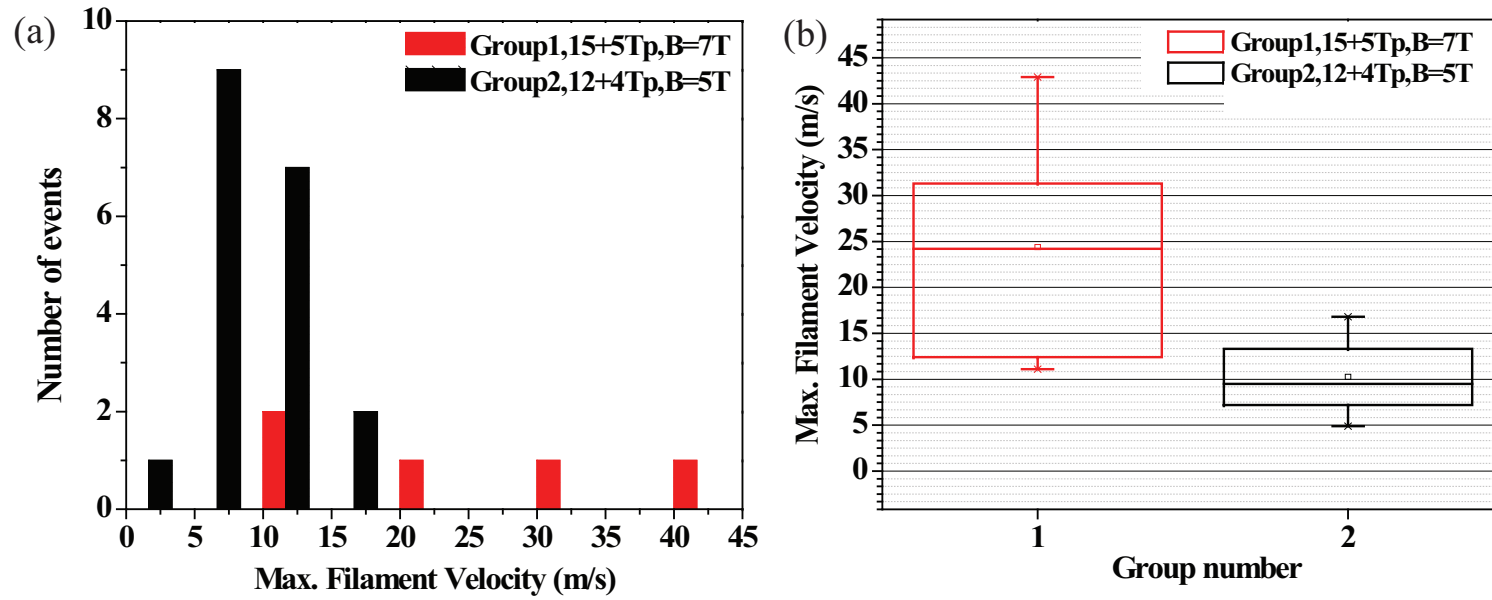 (a)
Group1,15+5Tp,B=7T
Group2,12+4Tp,B=5T
10
8
6
4
2
0
Number of events
0 5 10 15 20 25 30 35 40 45
Max. Filament Velocity (m/s)
(b)
Group1,15+5Tp,B=7T
Group2,12+4Tp,B=5T
45
40
35
30
25
20
15
10
5
0
Max. Filament Velocity (m/s)
1 2
Group number